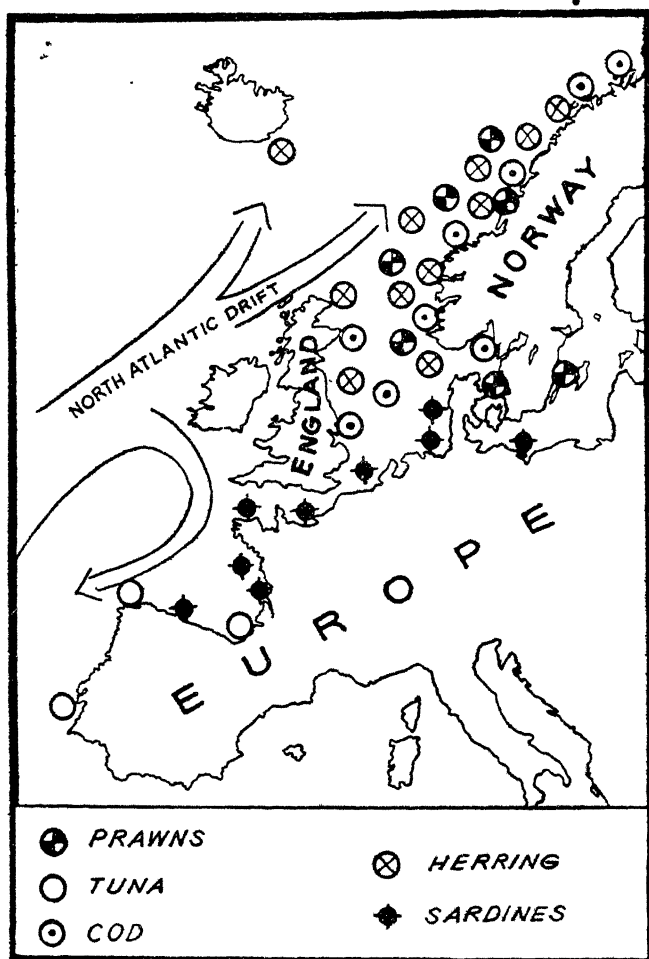 NORWAY
NORTH ATLANTIC DRIFT
ENGLAND
EUROPE
PRAWNS
TUNA
COD
HERRING
SARDINES